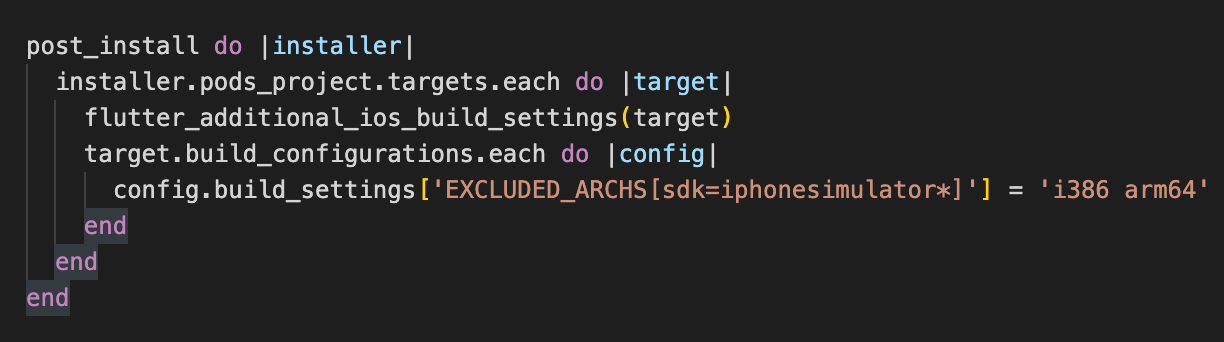 post_install do |installer|
  installer.pods_project.targets.each do |target|
    flutter_additional_ios_build_settings(target)
    target.build_configurations.each do |config|
      config.build_settings['EXCLUDED_ARCHS[sdk=iphonesimulator*]'] = 'i386 arm64'
    end
  end
end